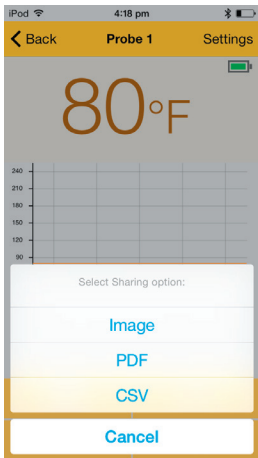 iPod 4:18 pm
Back Probe 1 Settings
80°F
240
210
180
150
120
90
Select Sharing option:
Image
PDF
CSV
Cancel